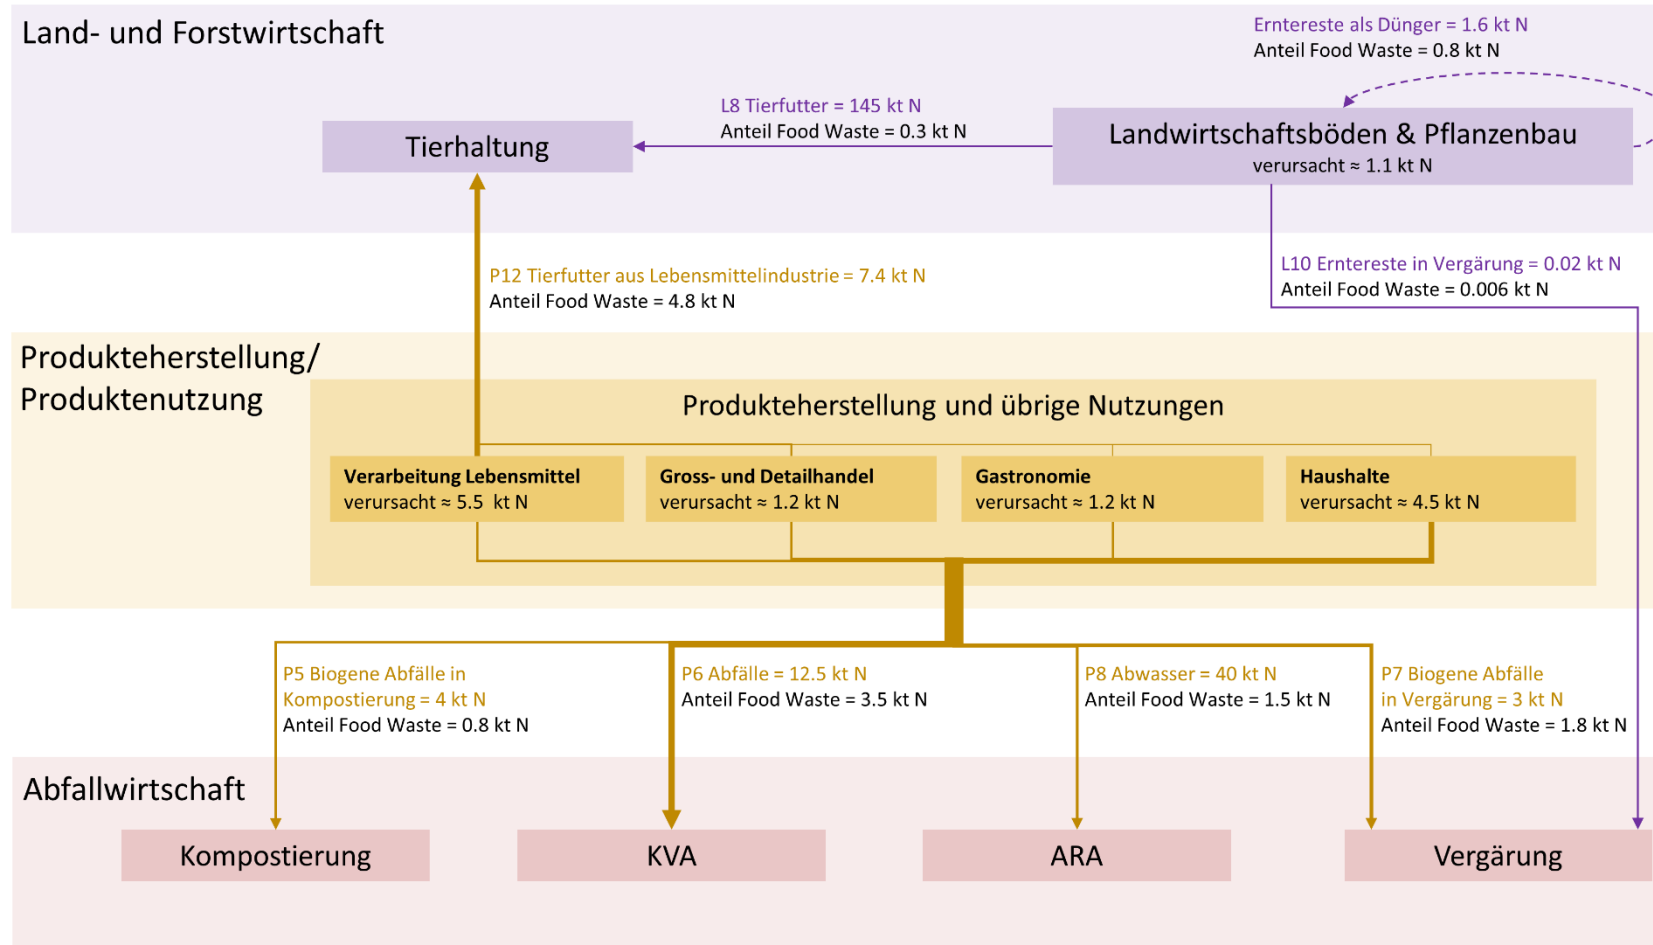 Land- und Forstwirtschaft
Erntereste als Dünger = 1.6 kt N
Anteil Food Waste = 0.8 kt N
L8 Tierfutter = 145 kt N
Anteil Food Waste = 0.3 kt N
Tierhaltung
Landwirtschaftsböden & Pflanzenbau
verursacht ≈ 1.1 kt N
P12 Tierfutter aus Lebensmittelindustrie = 7.4 kt N
Anteil Food Waste = 4.8 kt N
L10 Erntereste in Vergärung = 0.02 kt N
Anteil Food Waste = 0.006 kt N
Produkteherstellung/
Produktenutzung
Produkteherstellung und übrige Nutzungen
Verarbeitung Lebensmittel
verursacht ≈ 5.5 kt N
Gross- und Detailhandel
verursacht ≈ 1.2 kt N
Gastronomie
verursacht ≈ 1.2 kt N
Haushalte
verursacht ≈ 4.5 kt N
P5 Biogene Abfälle in
Kompostierung = 4 kt N
Anteil Food Waste = 0.8 kt N
P6 Abfälle = 12.5 kt N
Anteil Food Waste = 3.5 kt N
P8 Abwasser = 40 kt N
Anteil Food Waste = 1.5 kt N
P7 Biogene Abfälle
in Vergärung = 3 kt N
Anteil Food Waste = 1.8 kt N
Abfallwirtschaft
Kompostierung
KVA
ARA
Vergärung